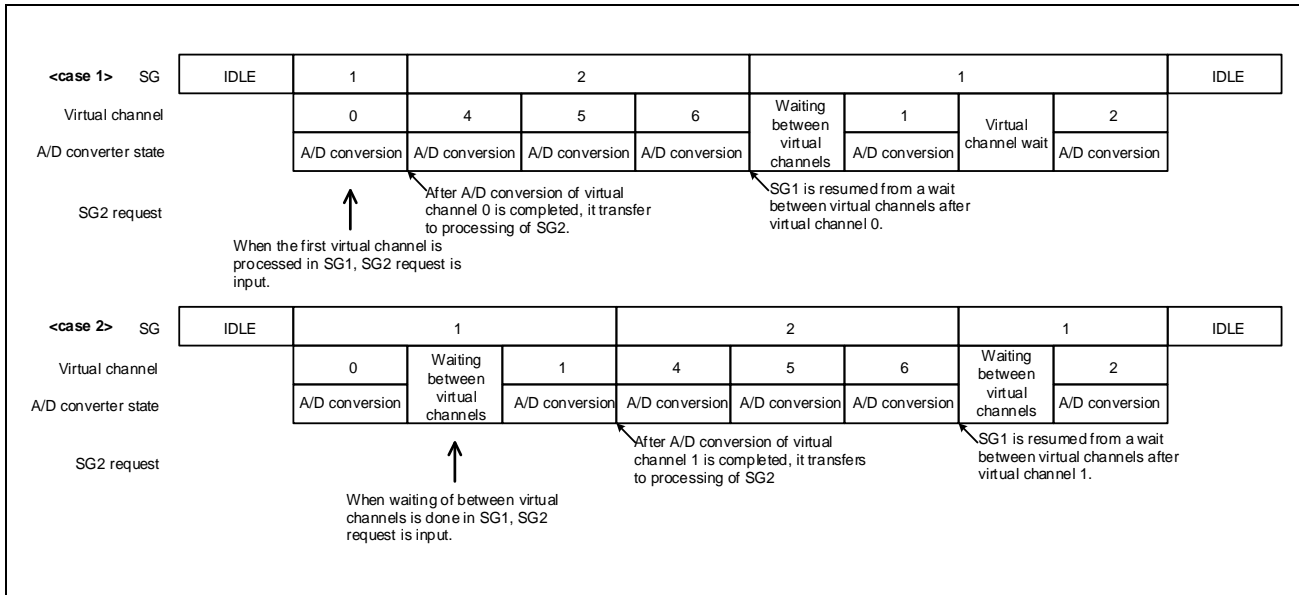 <case 1> SG IDLE 1 2 1 IDLE
Virtual channel 0 4 5 6 Waiting between virtual channels 1 Virtual channel wait 2
A/D converter state A/D conversion A/D conversion A/D conversion A/D conversion A/D conversion A/D conversion
SG2 request
After A/D conversion of virtual
channel 0 is completed, it transfer
to processing of SG2.
SG1 is resumed from a wait
between virtual channels after
virtual channel 0.
When the first virtual channel is
processed in SG1, SG2 request is
input.
<case 2> SG IDLE 1 2 1 IDLE
Virtual channel 0 Waiting between virtual channels 1 4 5 6 Waiting between virtual channels 2
A/D converter state A/D conversion A/D conversion A/D conversion A/D conversion A/D conversion A/D conversion
SG2 request
After A/D conversion of virtual
channel 1 is completed, it transfers
to processing of SG2
SG1 is resumed from a wait
between virtual channels after
virtual channel 1.
When waiting of between virtual
channels is done in SG1, SG2
request is input.